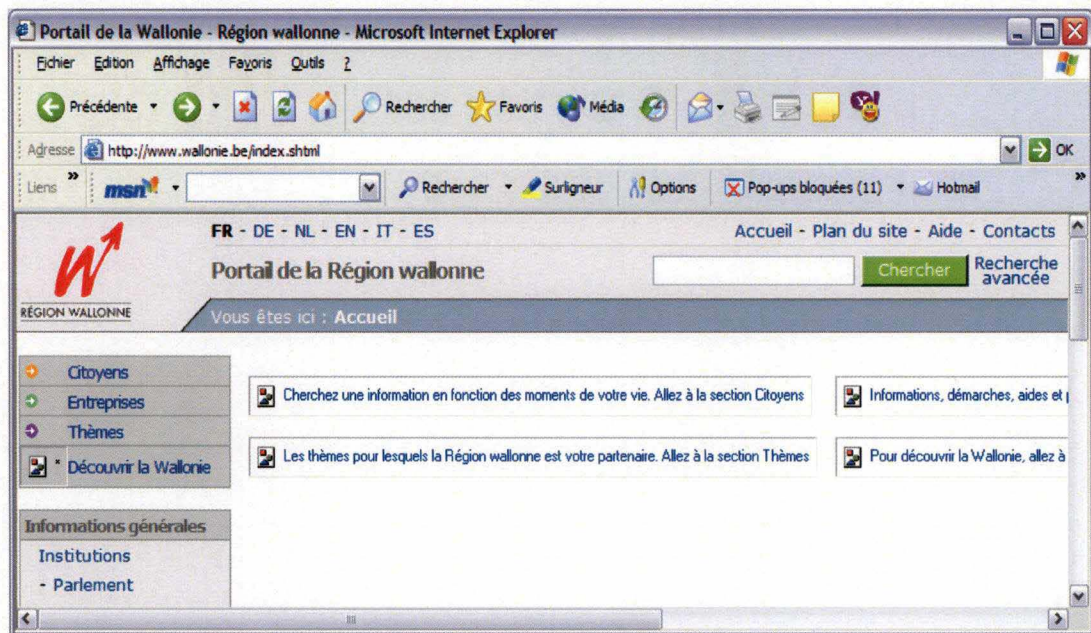 Portail de la Wallonie - Région wallonne - Microsoft Internet Explorer
Fichier Edition Affichage Favoris Outils ?
Précédente Rechercher Favoris Média
Adresse http://www.wallonie.be/index.shtml OK
Liens » msn Rechercher Surligneur Options Pop-ups bloquées (11) Hotmail »
FR - DE - NL - EN - IT - ES Accueil - Plan du site - Aide - Contacts
Portail de la Région wallonne Chercher Recherche avancée
RÉGION WALLONNE
Vous êtes ici : Accueil
Citoyens
Entreprises
Thèmes
Découvrir la Wallonie
Cherchez une information en fonction des moments de votre vie. Allez à la section Citoyens
Informations, démarches, aides et
Les thèmes pour lesquels la Région wallonne est votre partenaire. Allez à la section Thèmes
Pour découvrir la Wallonie, allez à
Informations générales
Institutions
- Parlement